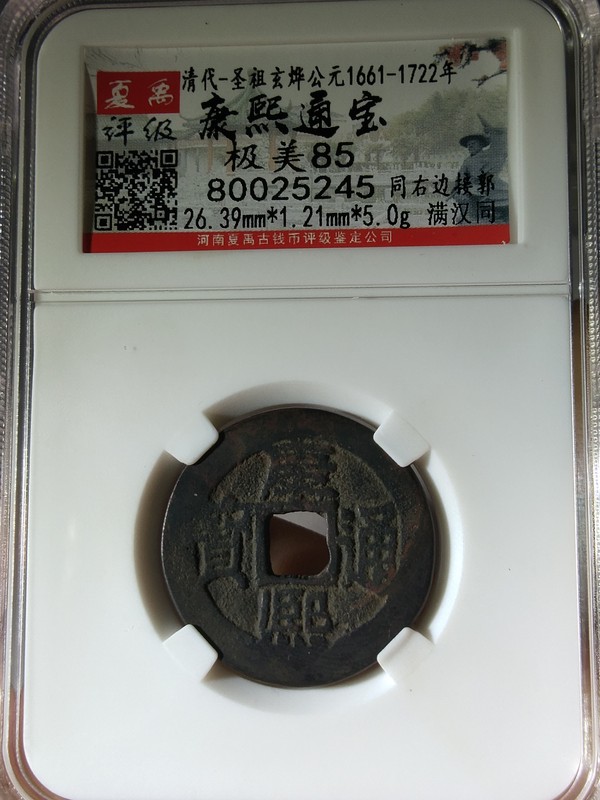 夏禹
评级
清代-圣祖玄烨公元1661-1722年
康熙通宝
极美85
80025245 同右边接郭
26.39mm*1.21mm*5.0g 满汉同
河南夏禹古钱币评级鉴定公司
康熙通寶